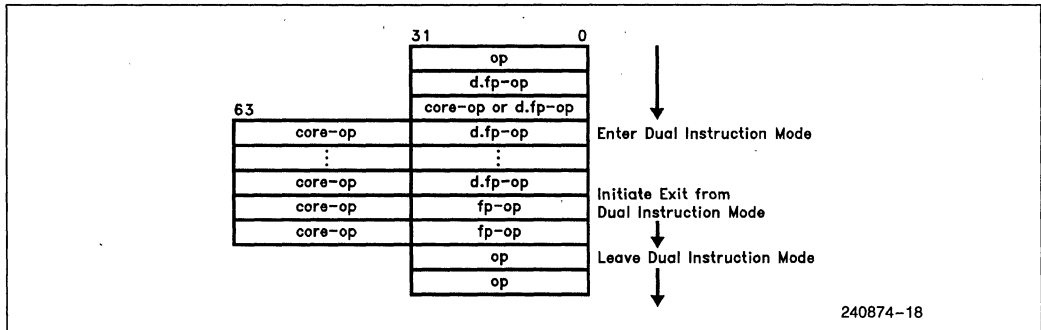 31 0
op
d.fp-op
63 core-op or d.fp-op
core-op d.fp-op Enter Dual Instruction Mode
⋮ ⋮
core-op d.fp-op
Initiate Exit from
core-op fp-op
Dual Instruction Mode
core-op fp-op
op Leave Dual Instruction Mode
op
240874-18